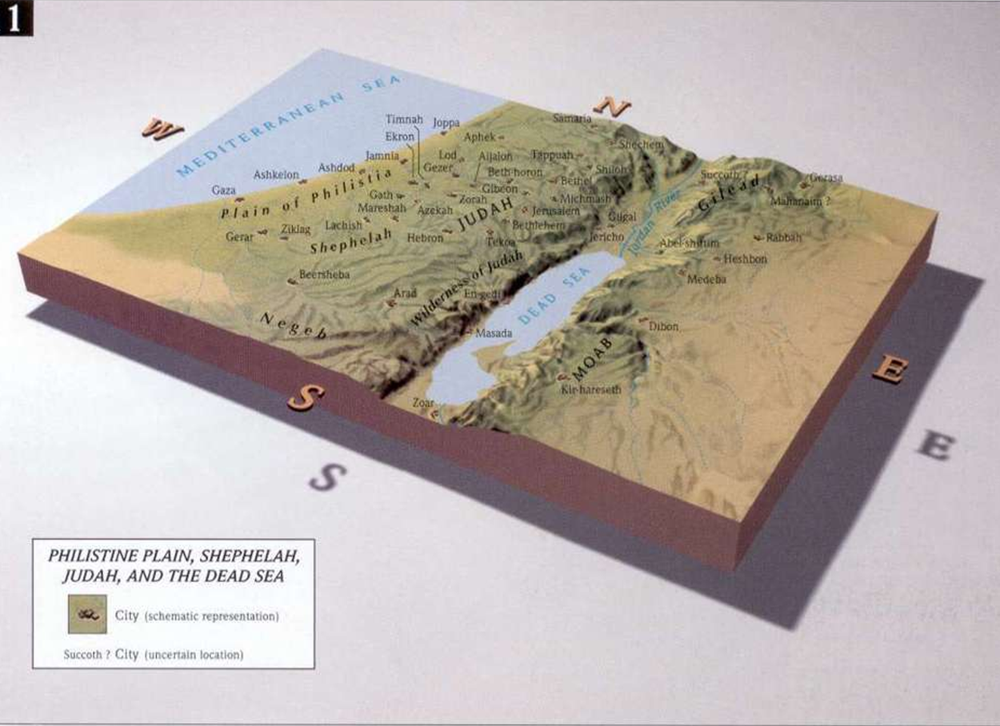 1
N
W
MEDITERRANEAN SEA
Samaria
Timnah
Joppa
Ekron
Aphek
Shechem
Jamnia
Lod
Aijalon
Tappuah
Ashkelon
Ashdod
Gezer
Beth-horon
Shiloh
Succoth ?
Gerasa
Gaza
Plain of Philistia
Gath
Zorah
Gibeon
Bethel
Michmash
Gilead
Mahanaim ?
Mareshah
Azekah
JUDAH
Jerusalem
Gilgal
Jordan River
Gerar
Ziklag
Lachish
Shephelah
Hebron
Bethlehem
Tekoa
Jericho
Abel-shittim
Rabbah
Heshbon
Beersheba
Wilderness of Judah
Medeba
Arad
En-gedi
DEAD SEA
Negeb
Masada
Dibon
MOAB
Kir-hareseth
Zoar
S
E
S
E
PHILISTINE PLAIN, SHEPHELAH,
JUDAH, AND THE DEAD SEA
City (schematic representation)
Succoth ? City (uncertain location)